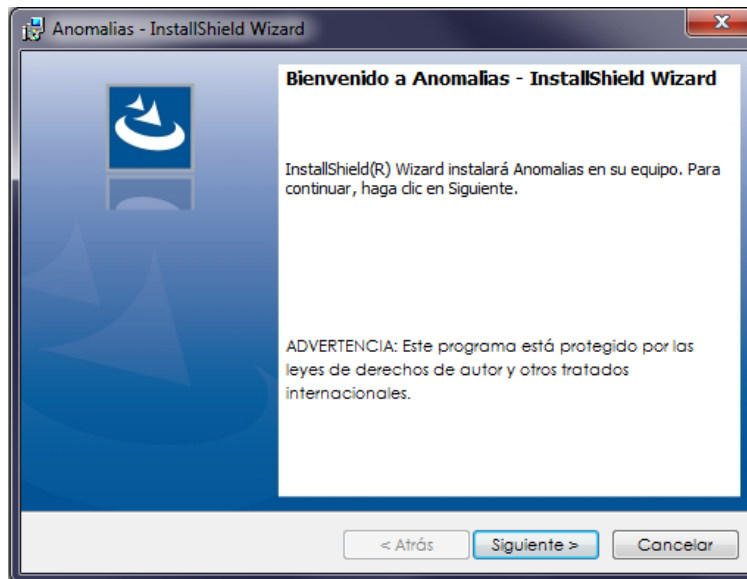 Anomalias - InstallShield Wizard
Bienvenido a Anomalias - InstallShield Wizard
InstallShield(R) Wizard instalará Anomalias en su equipo. Para
continuar, haga clic en Siguiente.
ADVERTENCIA: Este programa está protegido por las
leyes de derechos de autor y otros tratados
internacionales.
< Atrás
Siguiente >
Cancelar